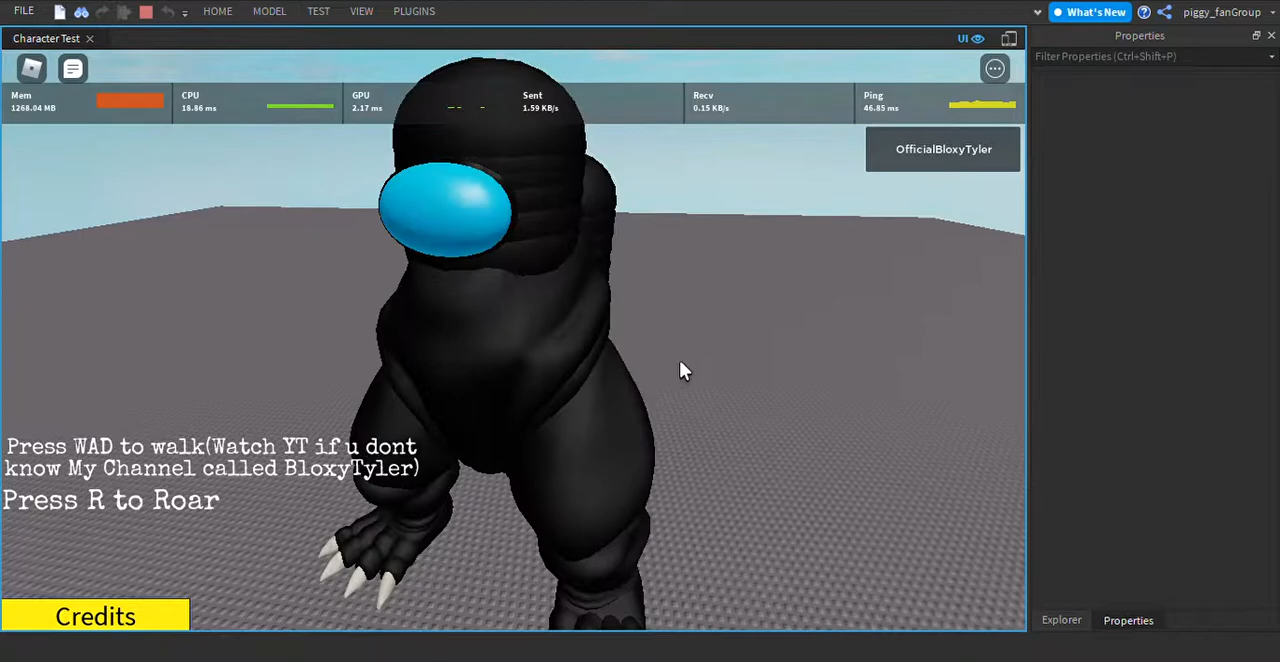 FILE HOME MODEL TEST VIEW PLUGINS What's New piggy_fanGroup
Character Test UI Properties
Filter Properties (Ctrl+Shift+P)
Mem CPU GPU Sent Recv Ping
1268.04 MB 18.86 ms 2.17 ms 1.59 KB/s 0.15 KB/s 46.85 ms
OfficialBloxyTyler
Press WAD to walk(Watch YT if u dont
know My Channel called BloxyTyler)
Press R to Roar
Credits
Explorer Properties